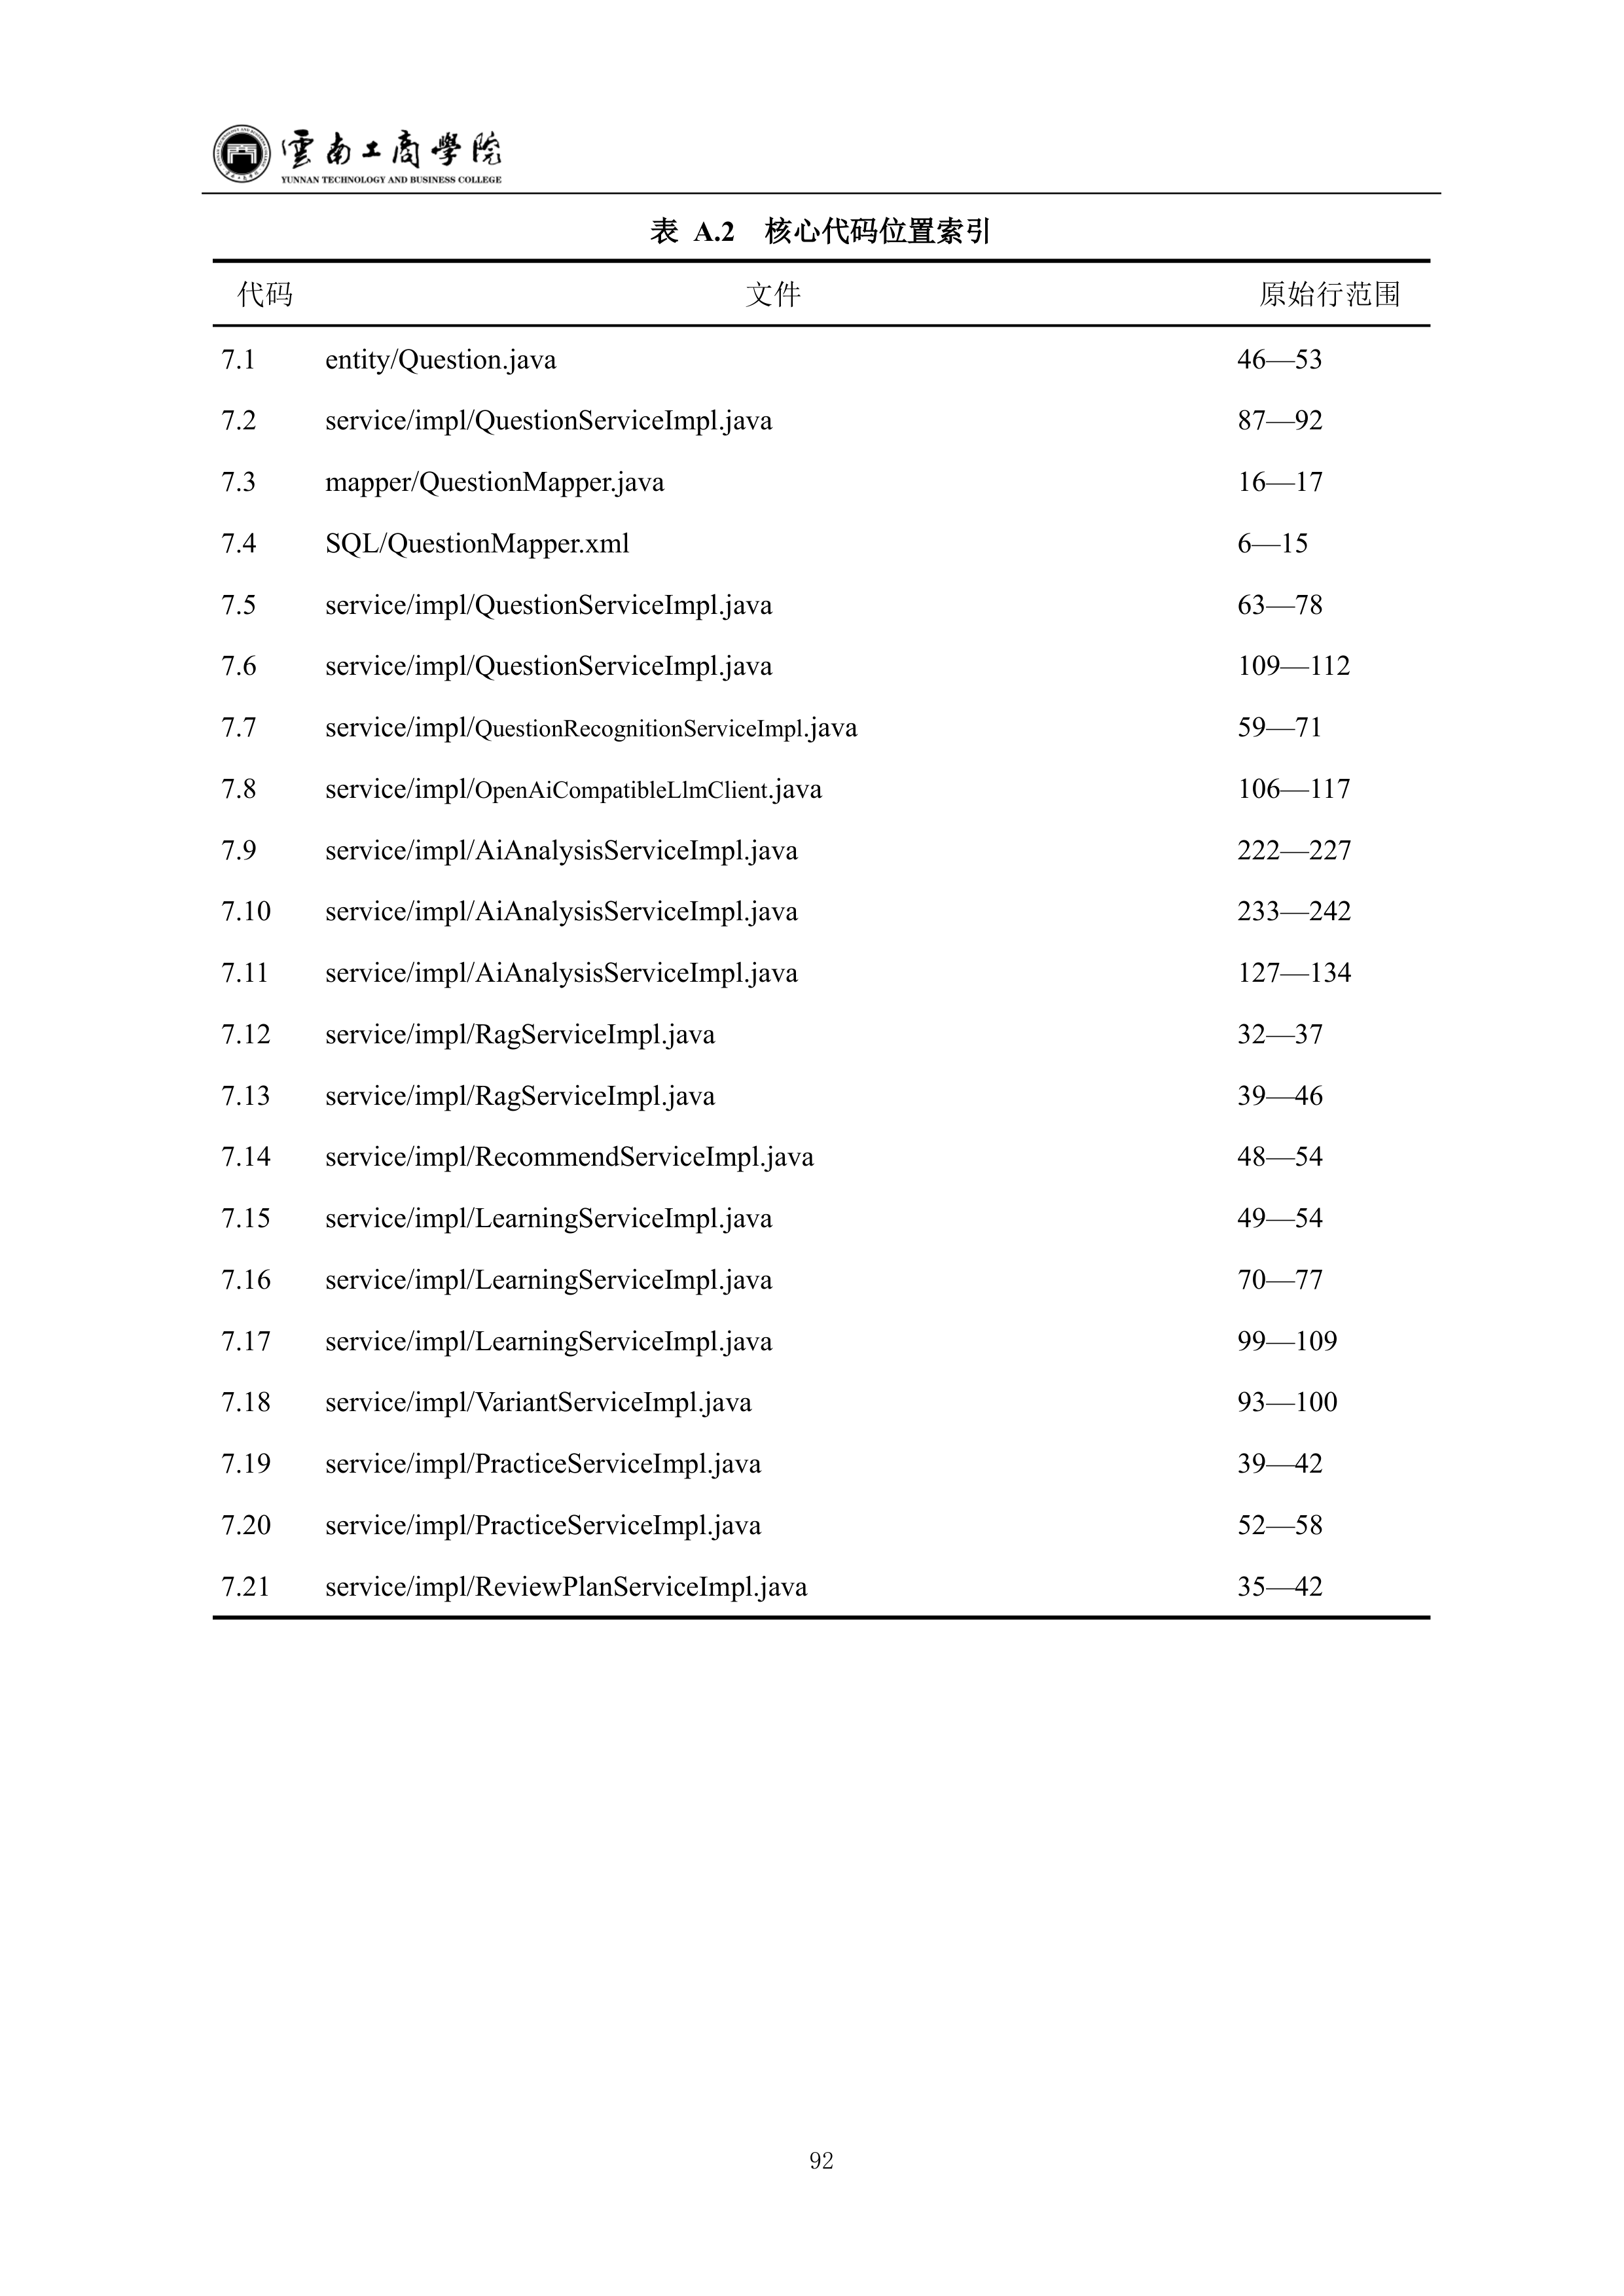 雲南工商學院
YUNNAN TECHNOLOGY AND BUSINESS COLLEGE
表 A.2 核心代码位置索引
代码 文件 原始行范围
7.1 entity/Question.java 46—53
7.2 service/impl/QuestionServiceImpl.java 87—92
7.3 mapper/QuestionMapper.java 16—17
7.4 SQL/QuestionMapper.xml 6—15
7.5 service/impl/QuestionServiceImpl.java 63—78
7.6 service/impl/QuestionServiceImpl.java 109—112
7.7 service/impl/QuestionRecognitionServiceImpl.java 59—71
7.8 service/impl/OpenAiCompatibleLlmClient.java 106—117
7.9 service/impl/AiAnalysisServiceImpl.java 222—227
7.10 service/impl/AiAnalysisServiceImpl.java 233—242
7.11 service/impl/AiAnalysisServiceImpl.java 127—134
7.12 service/impl/RagServiceImpl.java 32—37
7.13 service/impl/RagServiceImpl.java 39—46
7.14 service/impl/RecommendServiceImpl.java 48—54
7.15 service/impl/LearningServiceImpl.java 49—54
7.16 service/impl/LearningServiceImpl.java 70—77
7.17 service/impl/LearningServiceImpl.java 99—109
7.18 service/impl/VariantServiceImpl.java 93—100
7.19 service/impl/PracticeServiceImpl.java 39—42
7.20 service/impl/PracticeServiceImpl.java 52—58
7.21 service/impl/ReviewPlanServiceImpl.java 35—42
92